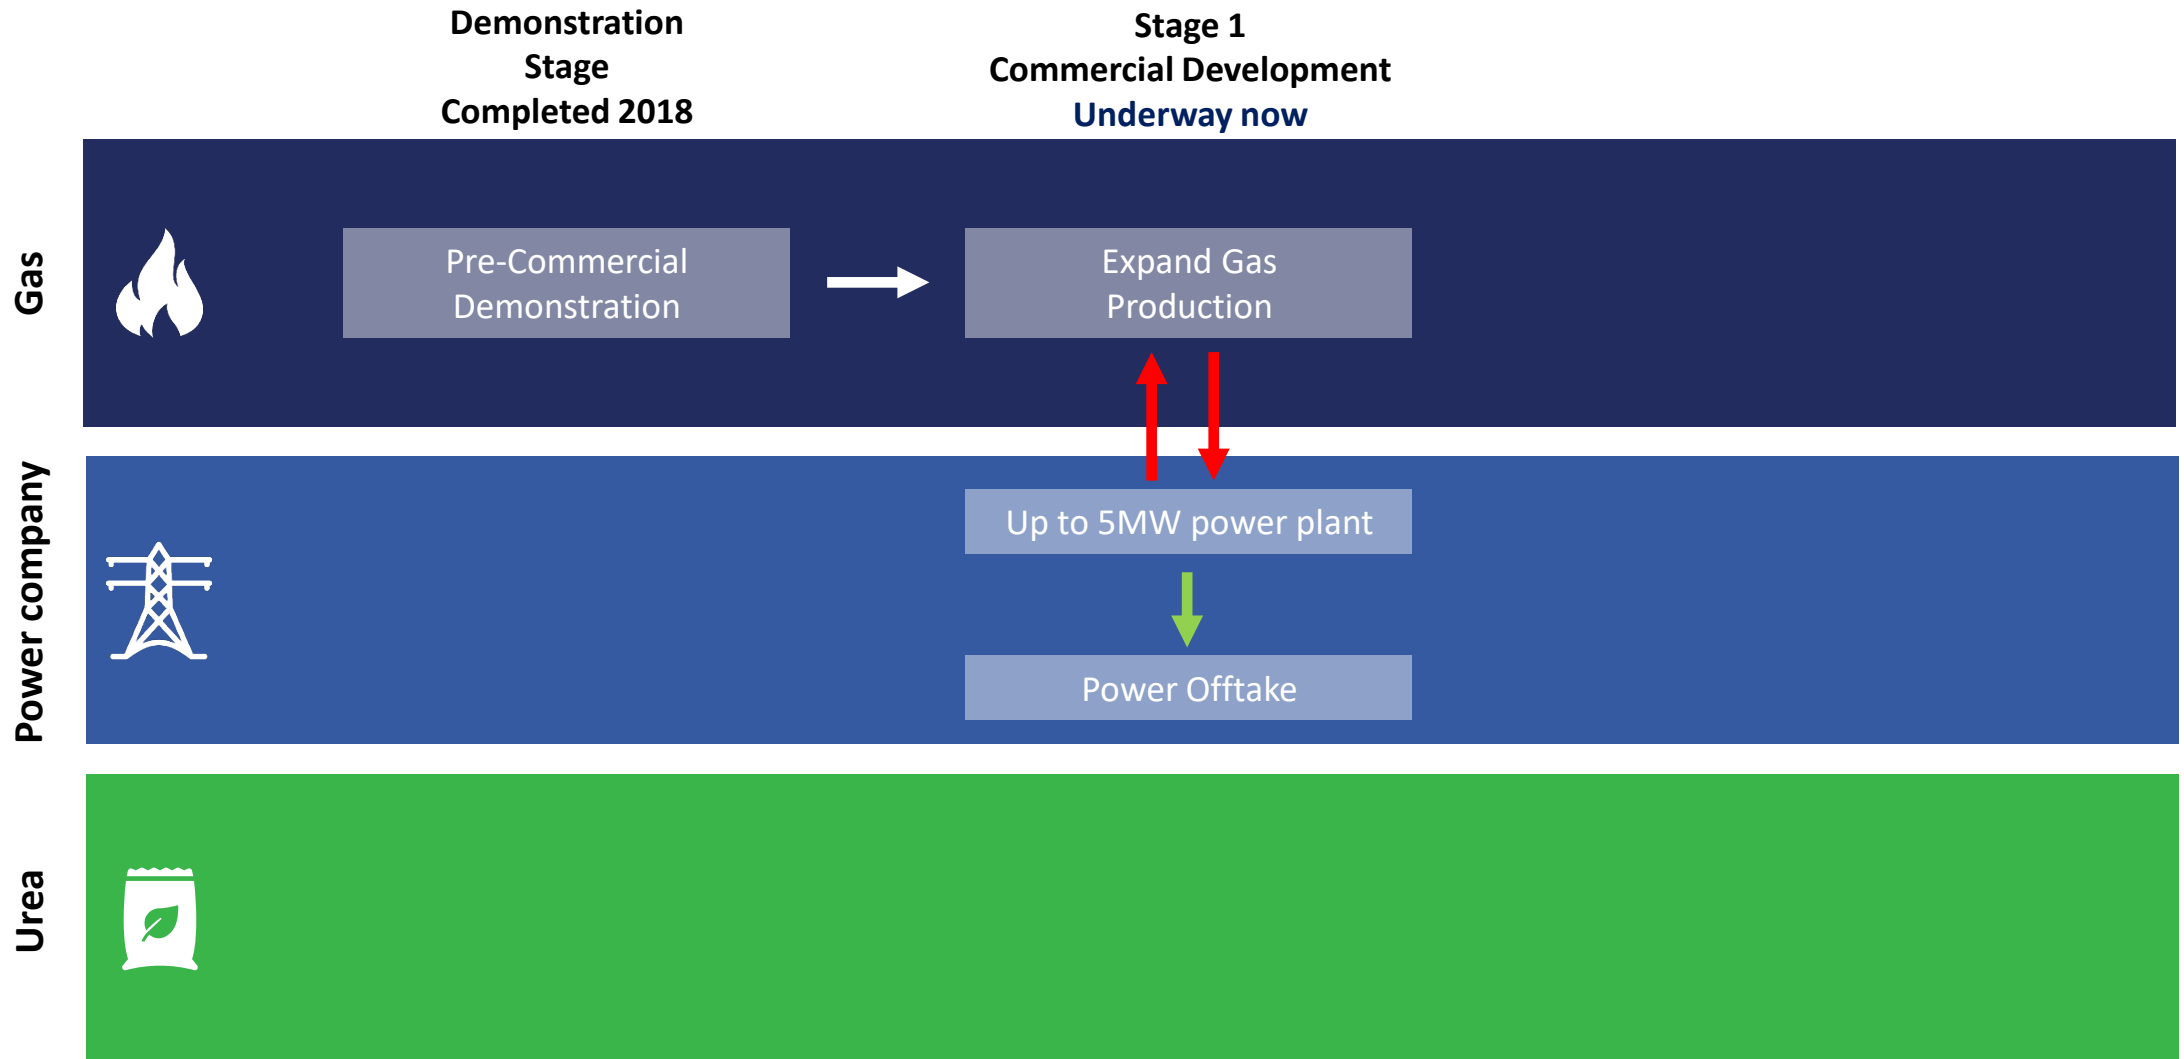 Demonstration
Stage
Completed 2018
Stage 1
Commercial Development
Underway now
Gas
Pre-Commercial
Demonstration
Expand Gas
Production
Power company
Up to 5MW power plant
Power Offtake
Urea